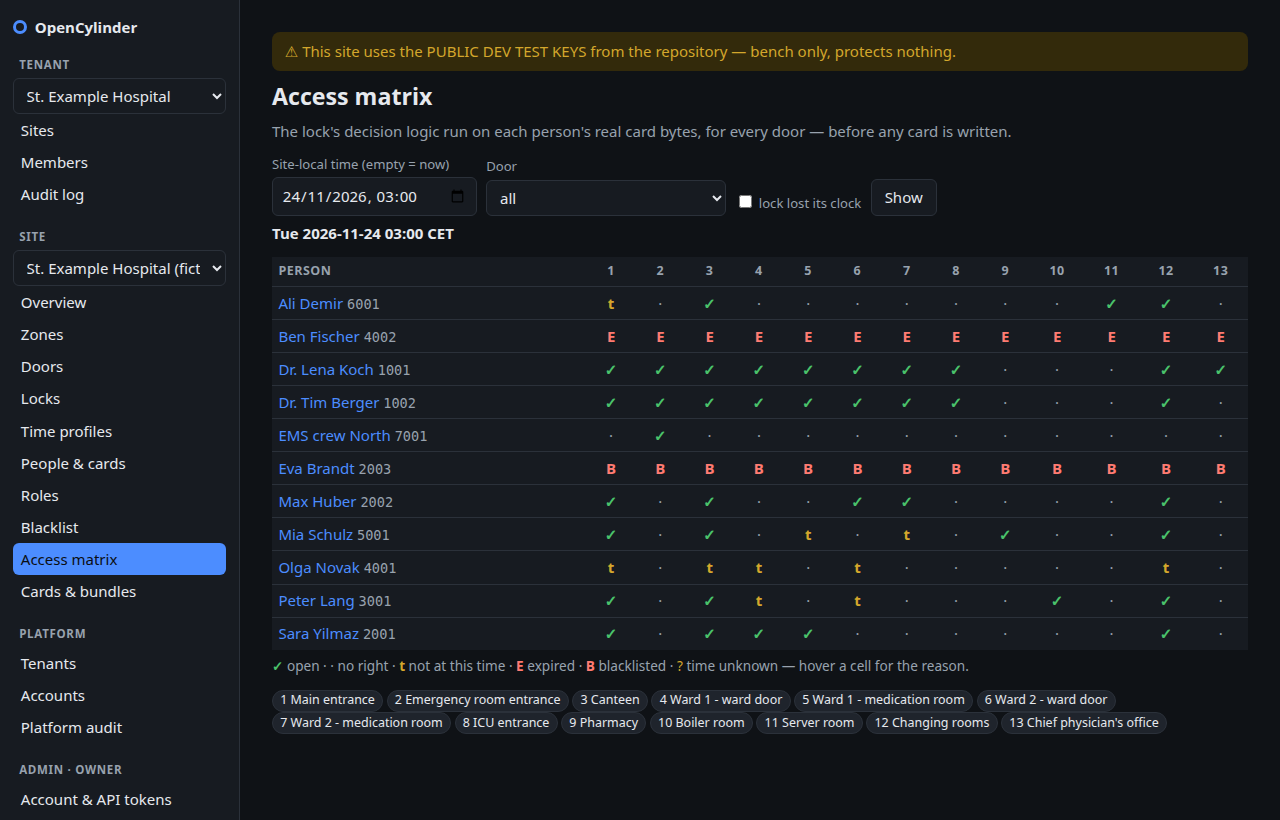 OpenCylinder
TENANT
St. Example Hospital
Sites
Members
Audit log
SITE
St. Example Hospital (fict
Overview
Zones
Doors
Locks
Time profiles
People & cards
Roles
Blacklist
Access matrix
Cards & bundles
PLATFORM
Tenants
Accounts
Platform audit
ADMIN · OWNER
Account & API tokens
⚠ This site uses the PUBLIC DEV TEST KEYS from the repository — bench only, protects nothing.
Access matrix
The lock's decision logic run on each person's real card bytes, for every door — before any card is written.
Site-local time (empty = now) Door
24/11/2026, 03:00 all lock lost its clock Show
Tue 2026-11-24 03:00 CET
PERSON 1 2 3 4 5 6 7 8 9 10 11 12 13
Ali Demir 6001 t · ✓ · · · · · · · ✓ ✓ ·
Ben Fischer 4002 E E E E E E E E E E E E E
Dr. Lena Koch 1001 ✓ ✓ ✓ ✓ ✓ ✓ ✓ ✓ · · · ✓ ✓
Dr. Tim Berger 1002 ✓ ✓ ✓ ✓ ✓ ✓ ✓ ✓ · · · ✓ ·
EMS crew North 7001 · ✓ · · · · · · · · · · ·
Eva Brandt 2003 B B B B B B B B B B B B B
Max Huber 2002 ✓ · ✓ · · ✓ ✓ · · · · ✓ ·
Mia Schulz 5001 ✓ · ✓ · t · t · ✓ · · ✓ ·
Olga Novak 4001 t · t t · t · · · · · t ·
Peter Lang 3001 ✓ · ✓ t · t · · · ✓ · ✓ ·
Sara Yilmaz 2001 ✓ · ✓ ✓ ✓ · · · · · · ✓ ·
✓ open · · no right · t not at this time · E expired · B blacklisted · ? time unknown — hover a cell for the reason.
1 Main entrance 2 Emergency room entrance 3 Canteen 4 Ward 1 - ward door 5 Ward 1 - medication room 6 Ward 2 - ward door
7 Ward 2 - medication room 8 ICU entrance 9 Pharmacy 10 Boiler room 11 Server room 12 Changing rooms 13 Chief physician's office